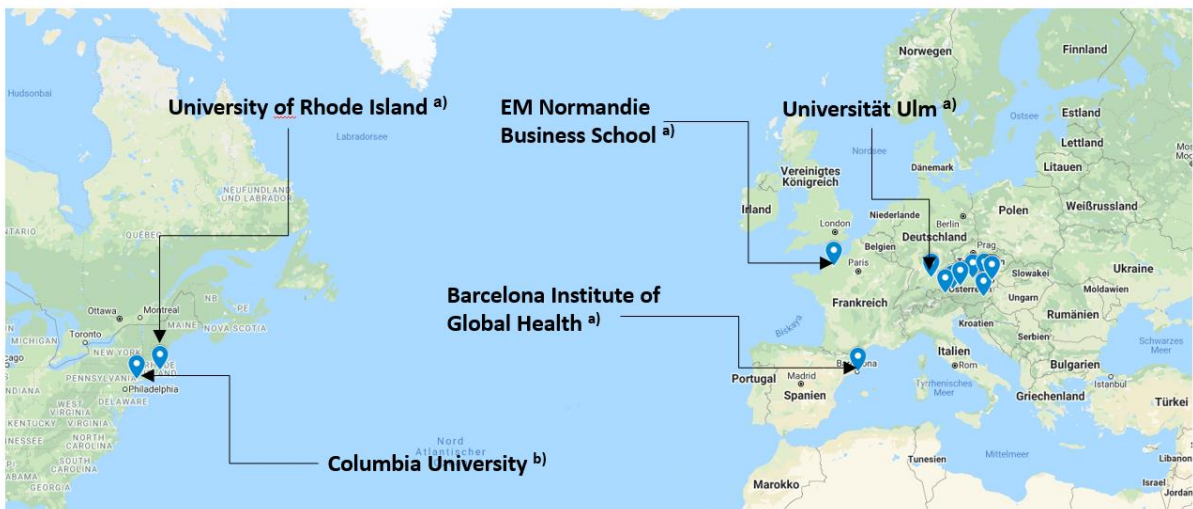 Norwegen
Finnland
Hudsonbai
University of Rhode Island a)
EM Normandie
Business School a)
Universität Ulm a)
Labradorsee
Ostsee
Estland
Lettland
Nordsee
Dänemark
Litauen
Vereinigtes
Königreich
NEUFUNDLAND
UND LABRADOR
Irland
Weißrussland
London
Niederlande
Berlin
Polen
ONTARIO
QUÉBEC
Deutschland
Belgien
Prag
Paris
Slowakei
Ukraine
Österreich
Moldawien
Barcelona Institute of
Global Health a)
Frankreich
Ungarn
Rumänien
NB
PE
Ottawa
Montreal
MAINE
NOVA SCOTIA
Kroatien
Biskaya
Serbien
Schwarzes
Meer
Toronto
MICHIGAN
NEW YORK
Italien
Bulgarien
Rom
Istanbul
PENNSYLVANIA
Portugal
Madrid
Spanien
Tyrrhenisches
Meer
Griechenland
Türkei
Philadelphia
WEST
VIRGINIA
DELAWARE
KENTUCKY
VIRGINIA
NORTH
CAROLINA
Nord
Atlantischer
Columbia University b)
SOUTH
CAROLINA
GEORGIA
Tunesien
Mittelmeer
Libanon
Marokko
Israel
Jordan